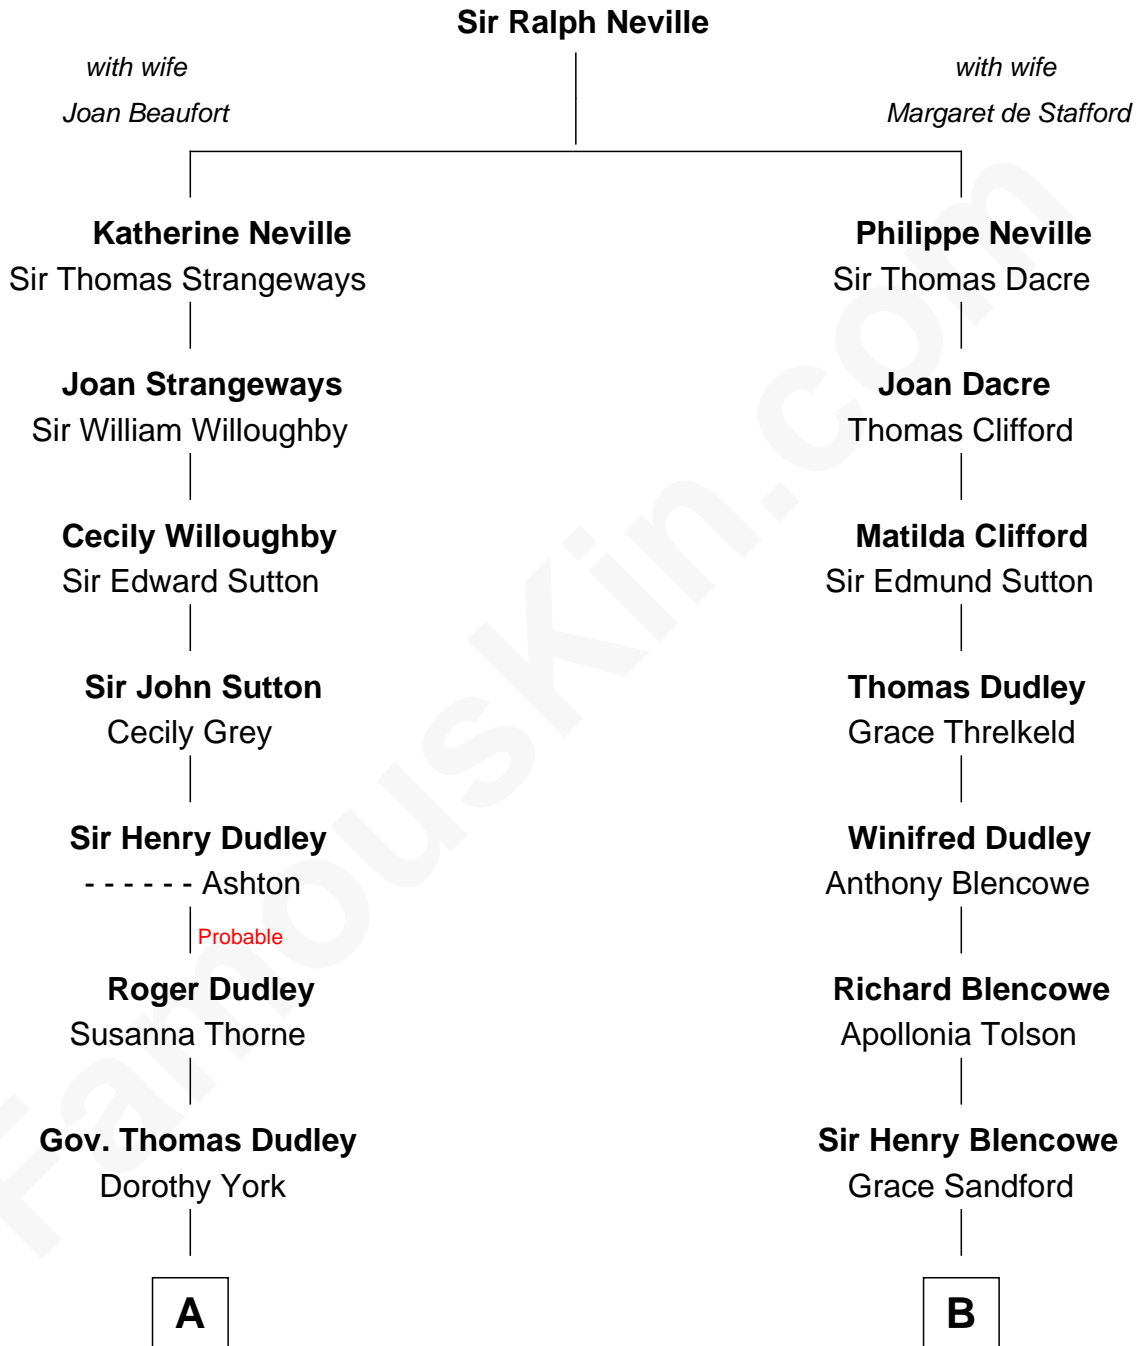 Sir Ralph Neville
with wife
Joan Beaufort
with wife
Margaret de Stafford
Katherine Neville
Sir Thomas Strangeways
Philippe Neville
Sir Thomas Dacre
Joan Strangeways
Sir William Willoughby
Joan Dacre
Thomas Clifford
Cecily Willoughby
Sir Edward Sutton
Matilda Clifford
Sir Edmund Sutton
Sir John Sutton
Cecily Grey
Thomas Dudley
Grace Threlkeld
Sir Henry Dudley
- - - - - - Ashton
Probable
Winifred Dudley
Anthony Blencowe
Roger Dudley
Susanna Thorne
Richard Blencowe
Apollonia Tolson
Gov. Thomas Dudley
Dorothy York
Sir Henry Blencowe
Grace Sandford
A
B
FamousKin.com